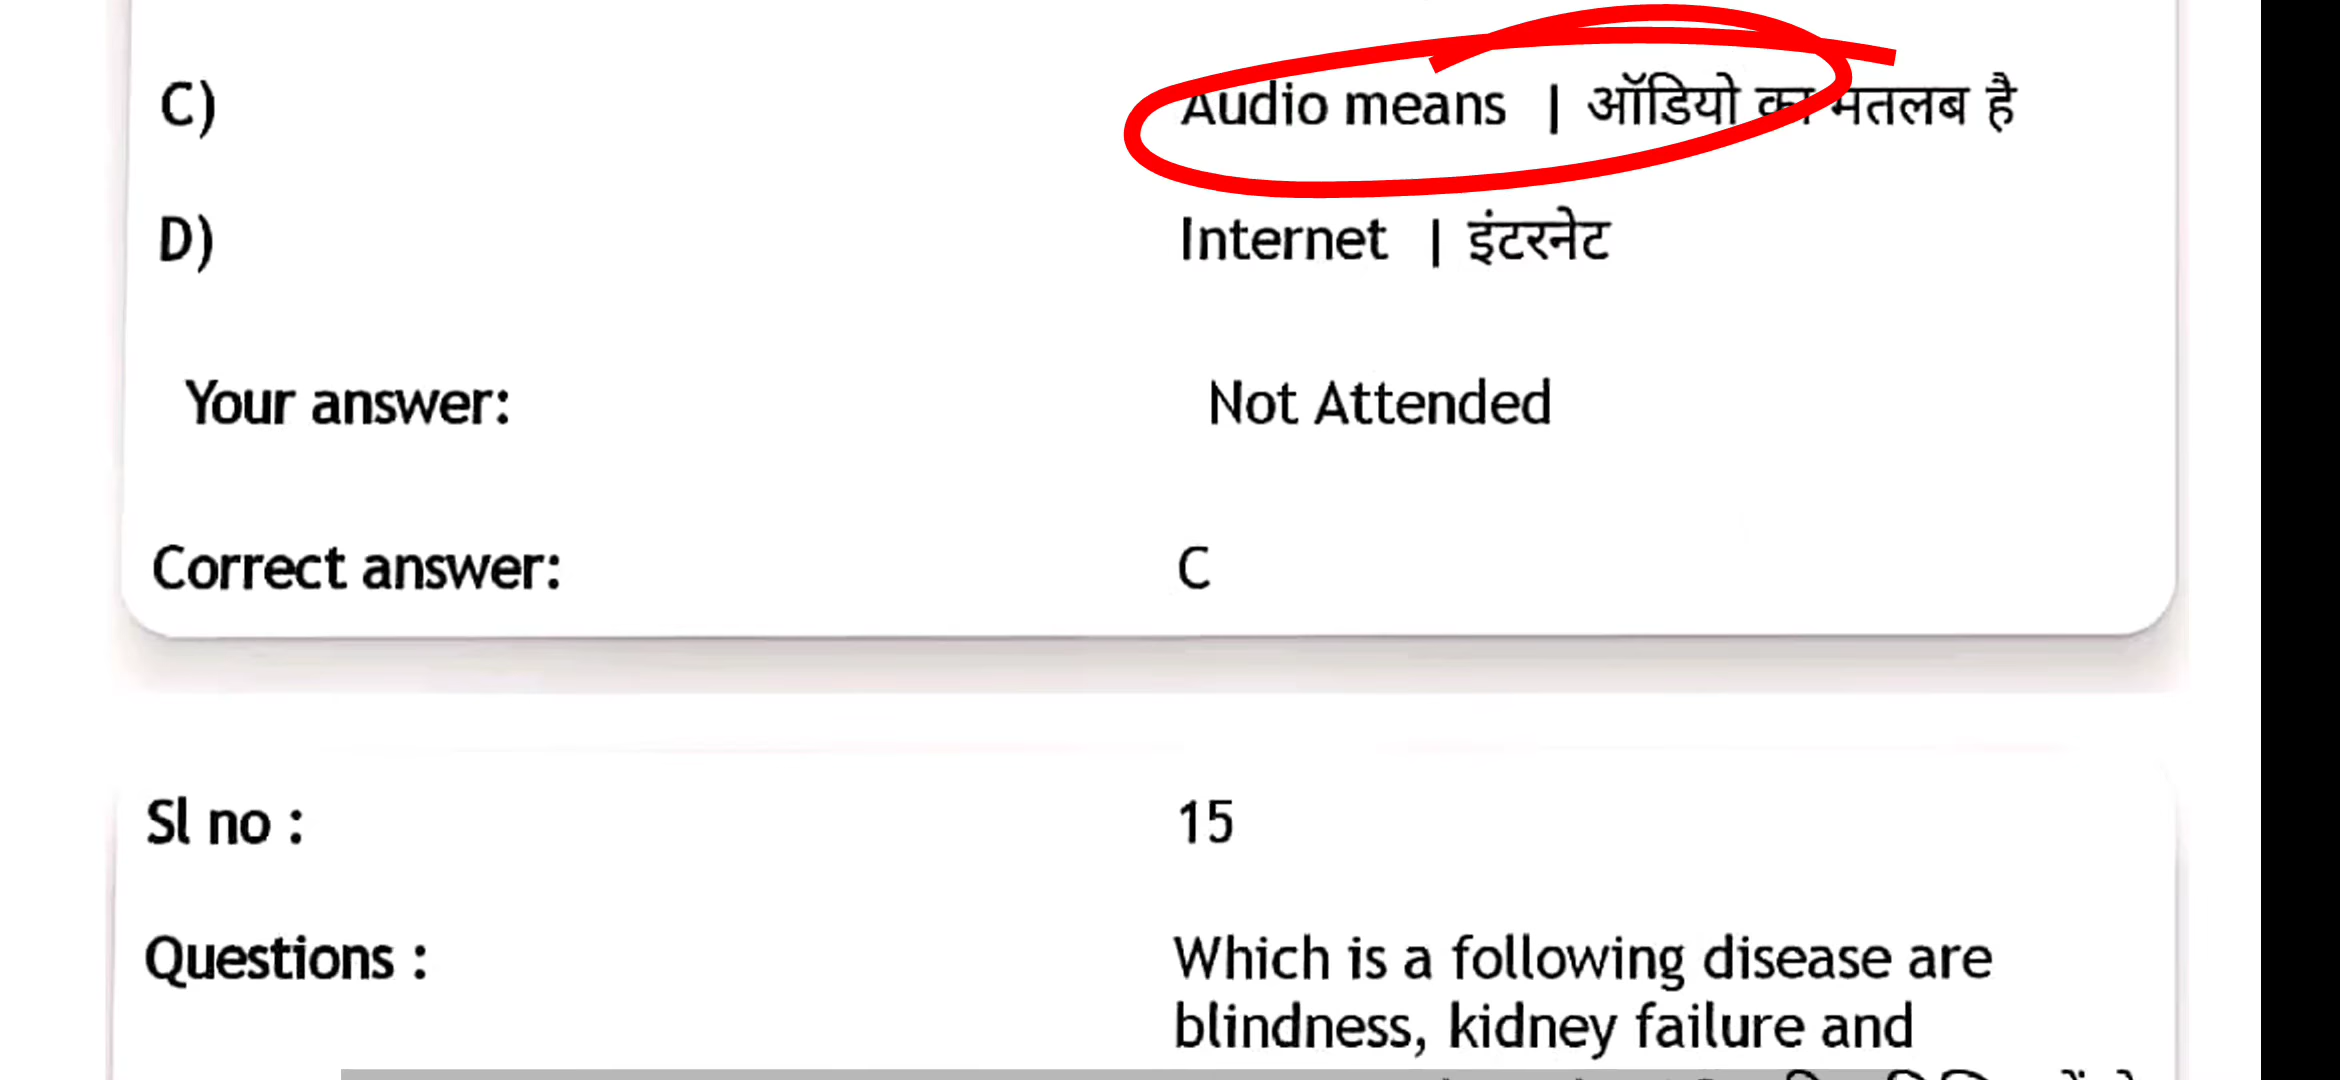 C) Audio means | ऑडियो का मतलब है
D) Internet | इंटरनेट
Your answer: Not Attended
Correct answer: C
Sl no : 15
Questions : Which is a following disease are
blindness, kidney failure and